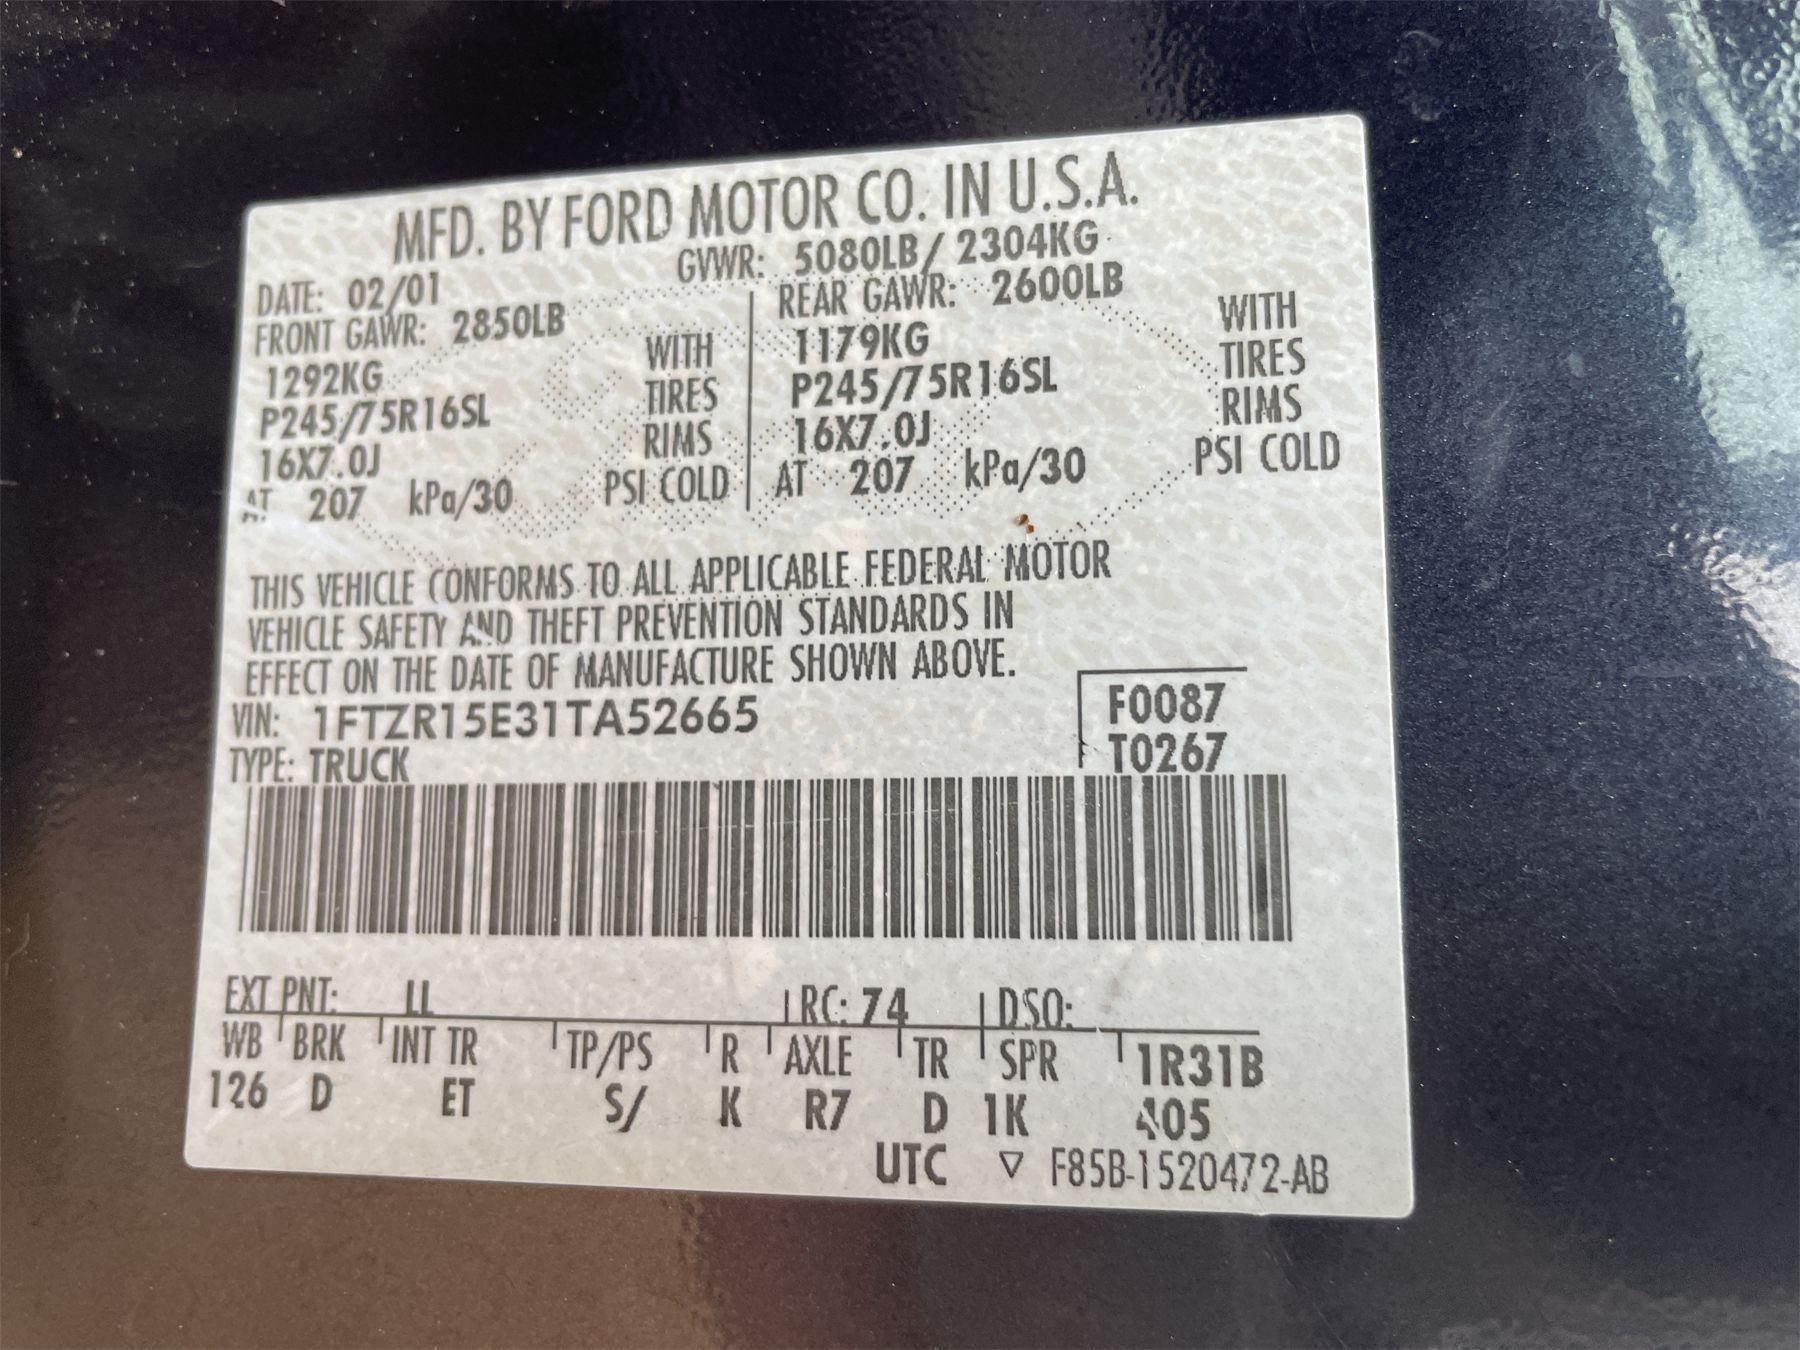 MFD. BY FORD MOTOR CO. IN U.S.A.
DATE: 02/01 GVWR: 5080LB/ 2304KG
FRONT GAWR: 2850LB REAR GAWR: 2600LB
1292KG WITH 1179KG WITH
P245/75R16SL TIRES P245/75R16SL TIRES
16X7.0J RIMS 16X7.0J RIMS
AT 207 kPa/30 PSI COLD AT 207 kPa/30 PSI COLD
THIS VEHICLE CONFORMS TO ALL APPLICABLE FEDERAL MOTOR
VEHICLE SAFETY AND THEFT PREVENTION STANDARDS IN
EFFECT ON THE DATE OF MANUFACTURE SHOWN ABOVE.
VIN: 1FTZR15E31TA52665 F0087
TYPE: TRUCK T0267
EXT PNT: LL RC: 74 DSO:
WB BRK INT TR TP/PS R AXLE TR SPR 1R31B
126 D ET S/ K R7 D 1K 405
UTC ▽ F85B-1520472-AB